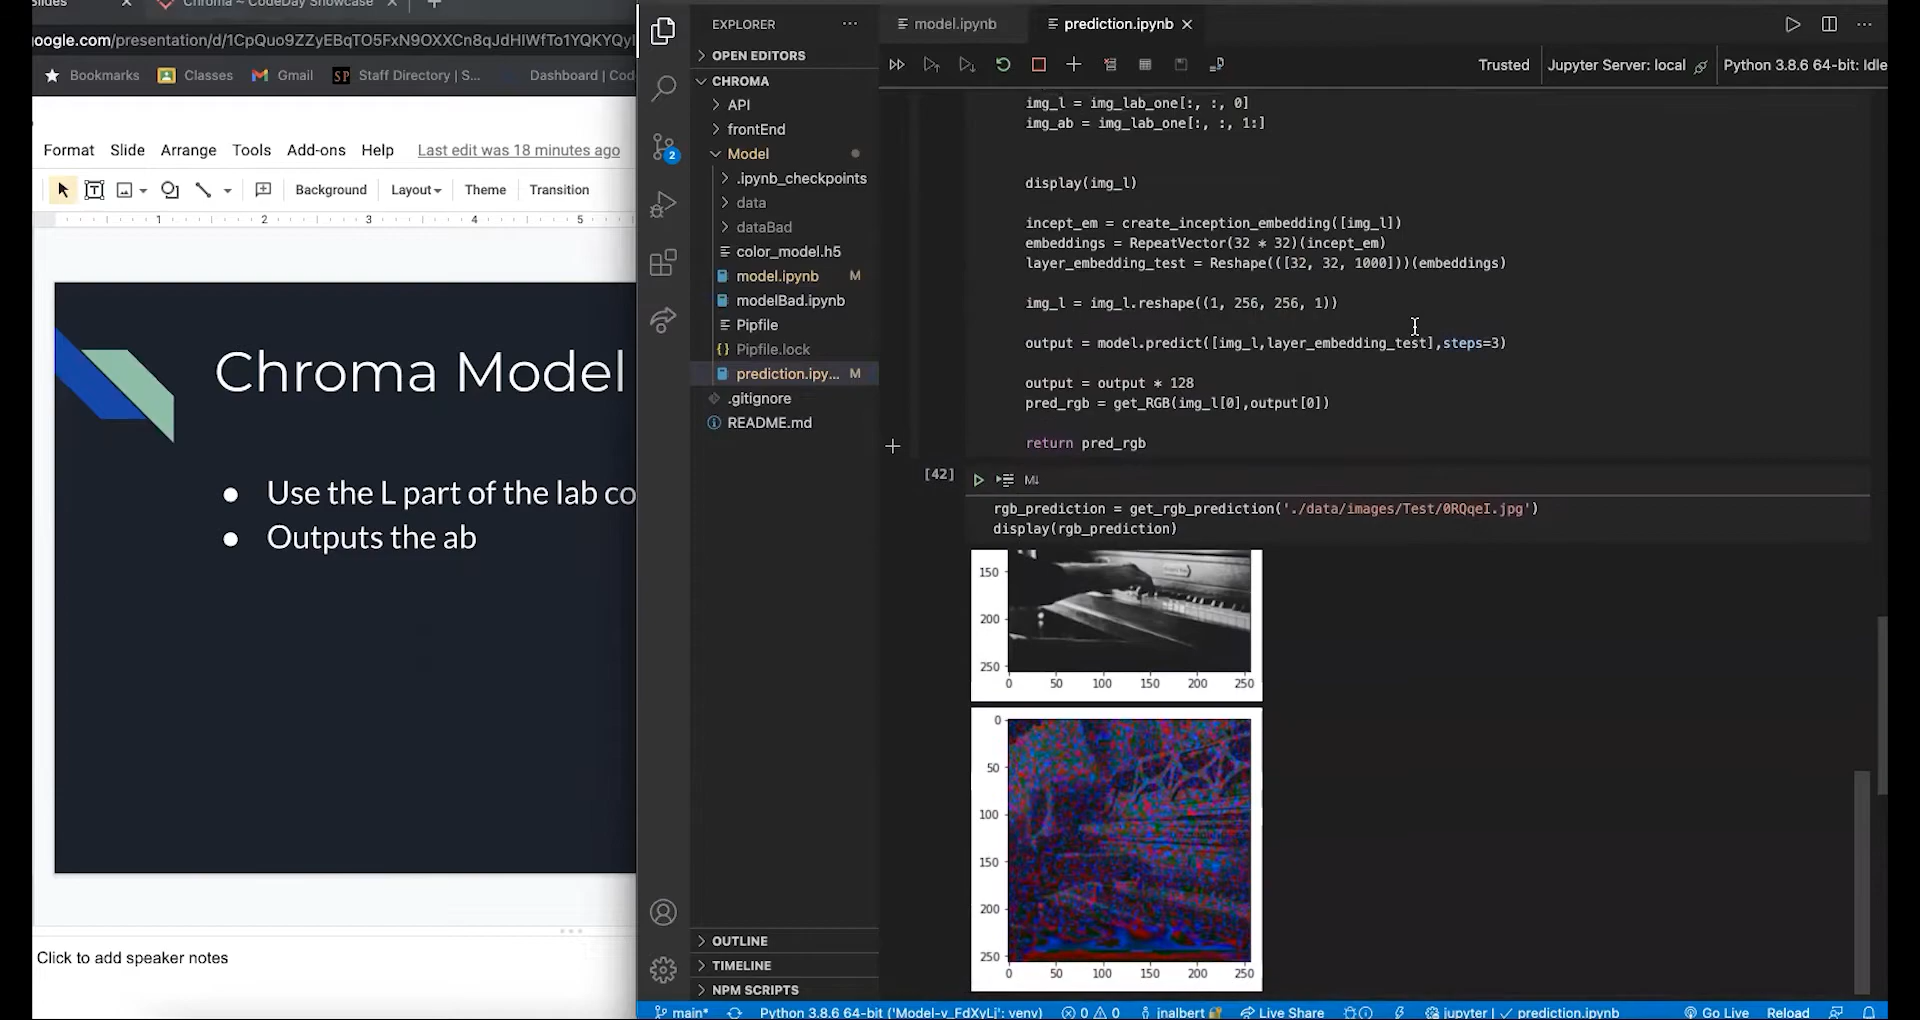 Slides
Chroma ~ CodeDay Showcase
oogle.com/presentation/d/1CpQuo9ZZyEBqTO5FxN9OXXCn8qJdHIWfTo1YQKYQyI
Bookmarks Classes Gmail SP Staff Directory | S... Dashboard | Cod
Format Slide Arrange Tools Add-ons Help Last edit was 18 minutes ago
Background Layout Theme Transition
1 2 3 4 5
Chroma Model
Use the L part of the lab co
Outputs the ab
Click to add speaker notes
EXPLORER
OPEN EDITORS
CHROMA
API
frontEnd
Model
.ipynb_checkpoints
data
dataBad
color_model.h5
model.ipynb M
modelBad.ipynb
Pipfile
Pipfile.lock
prediction.ipy... M
.gitignore
README.md
OUTLINE
TIMELINE
NPM SCRIPTS
2
model.ipynb prediction.ipynb
Trusted Jupyter Server: local Python 3.8.6 64-bit: Idle
img_l = img_lab_one[:, :, 0]
img_ab = img_lab_one[:, :, 1:]
display(img_l)
incept_em = create_inception_embedding([img_l])
embeddings = RepeatVector(32 * 32)(incept_em)
layer_embedding_test = Reshape(([32, 32, 1000]))(embeddings)
img_l = img_l.reshape((1, 256, 256, 1))
output = model.predict([img_l,layer_embedding_test],steps=3)
output = output * 128
pred_rgb = get_RGB(img_l[0],output[0])
return pred_rgb
[42] M↓
rgb_prediction = get_rgb_prediction('./data/images/Test/0RQqeI.jpg')
display(rgb_prediction)
150
200
250
0 50 100 150 200 250
0
50
100
150
200
250
0 50 100 150 200 250
main* Python 3.8.6 64-bit ('Model-v_FdXyLj': venv) 0 0 jnalbert Live Share jupyter | ✓ prediction.ipynb Go Live Reload